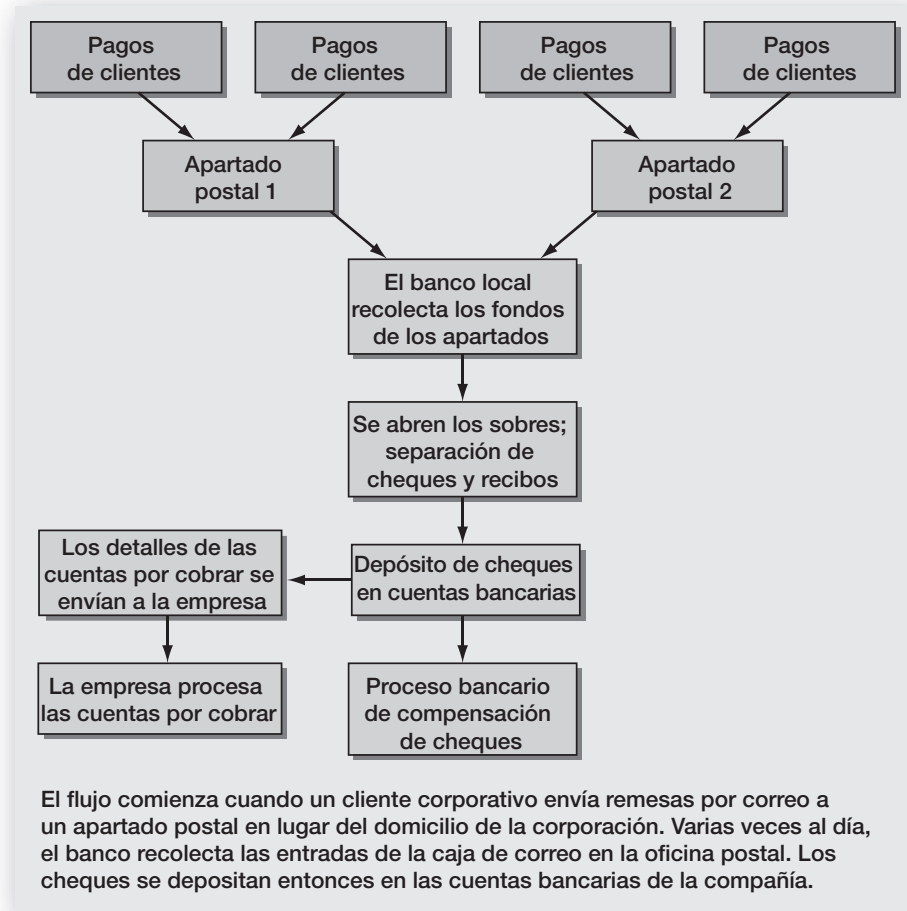 Pagos
de clientes
Pagos
de clientes
Pagos
de clientes
Pagos
de clientes
Apartado
postal 1
Apartado
postal 2
El banco local
recolecta los fondos
de los apartados
Se abren los sobres;
separación de
cheques y recibos
Los detalles de las
cuentas por cobrar se
envían a la empresa
Depósito de cheques
en cuentas bancarias
La empresa procesa
las cuentas por cobrar
Proceso bancario
de compensación
de cheques
El flujo comienza cuando un cliente corporativo envía remesas por correo a
un apartado postal en lugar del domicilio de la corporación. Varias veces al día,
el banco recolecta las entradas de la caja de correo en la oficina postal. Los
cheques se depositan entonces en las cuentas bancarias de la compañía.